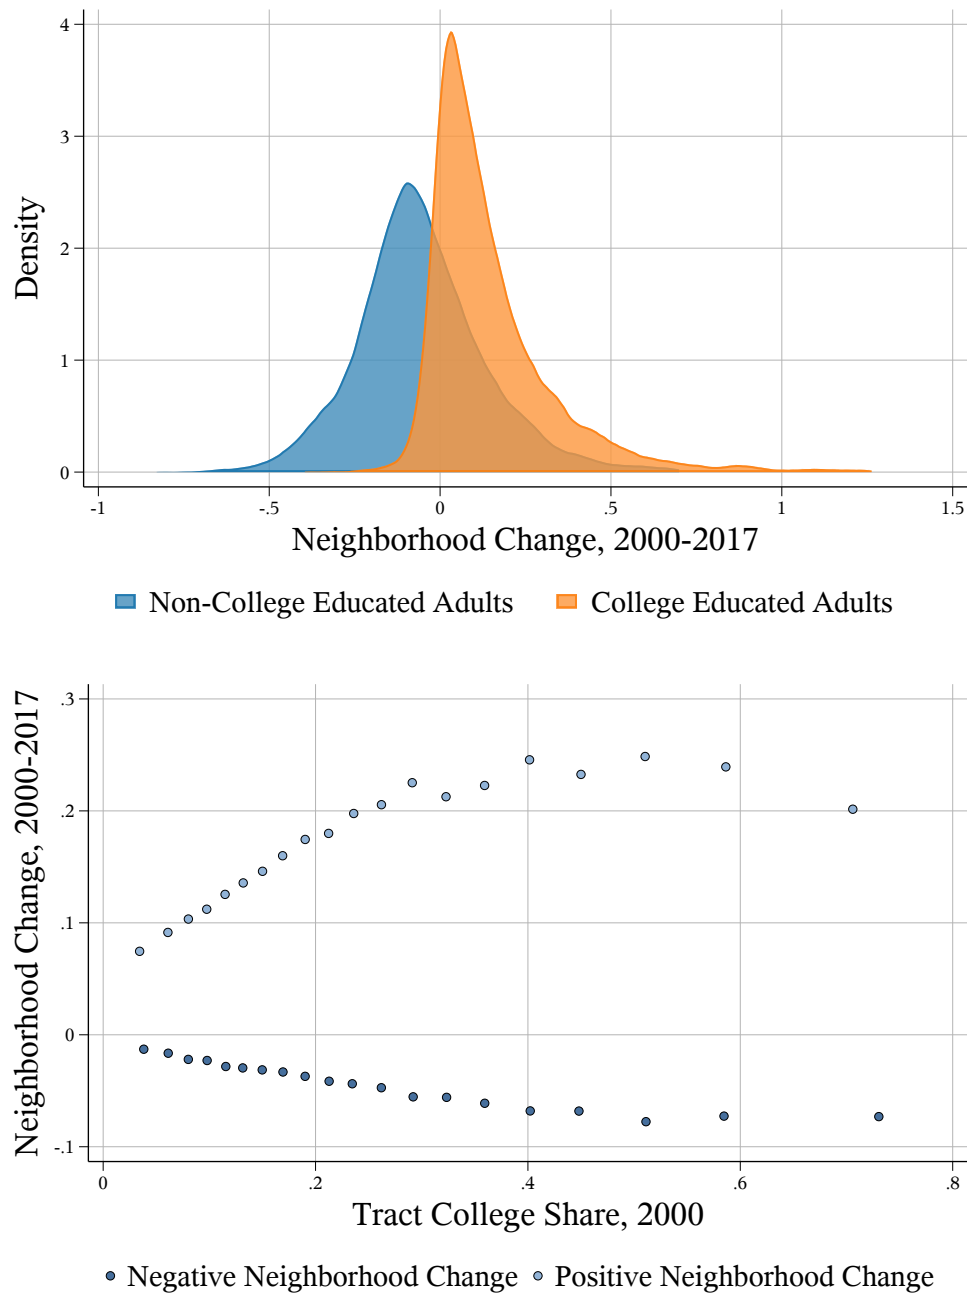 4
3
2
1
0
Density
-1
-.5
0
.5
1
1.5
Neighborhood Change, 2000-2017
Non-College Educated Adults
College Educated Adults
.3
.2
.1
0
-.1
Neighborhood Change, 2000-2017
0
.2
.4
.6
.8
Tract College Share, 2000
Negative Neighborhood Change
Positive Neighborhood Change